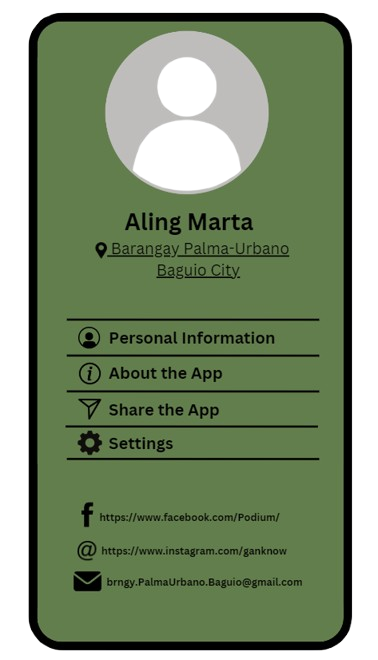 Aling Marta
Barangay Palma-Urbano
Baguio City
Personal Information
About the App
Share the App
Settings
https://www.facebook.com/Podium/
https://www.instagram.com/ganknow
brngy.PalmaUrbano.Baguio@gmail.com